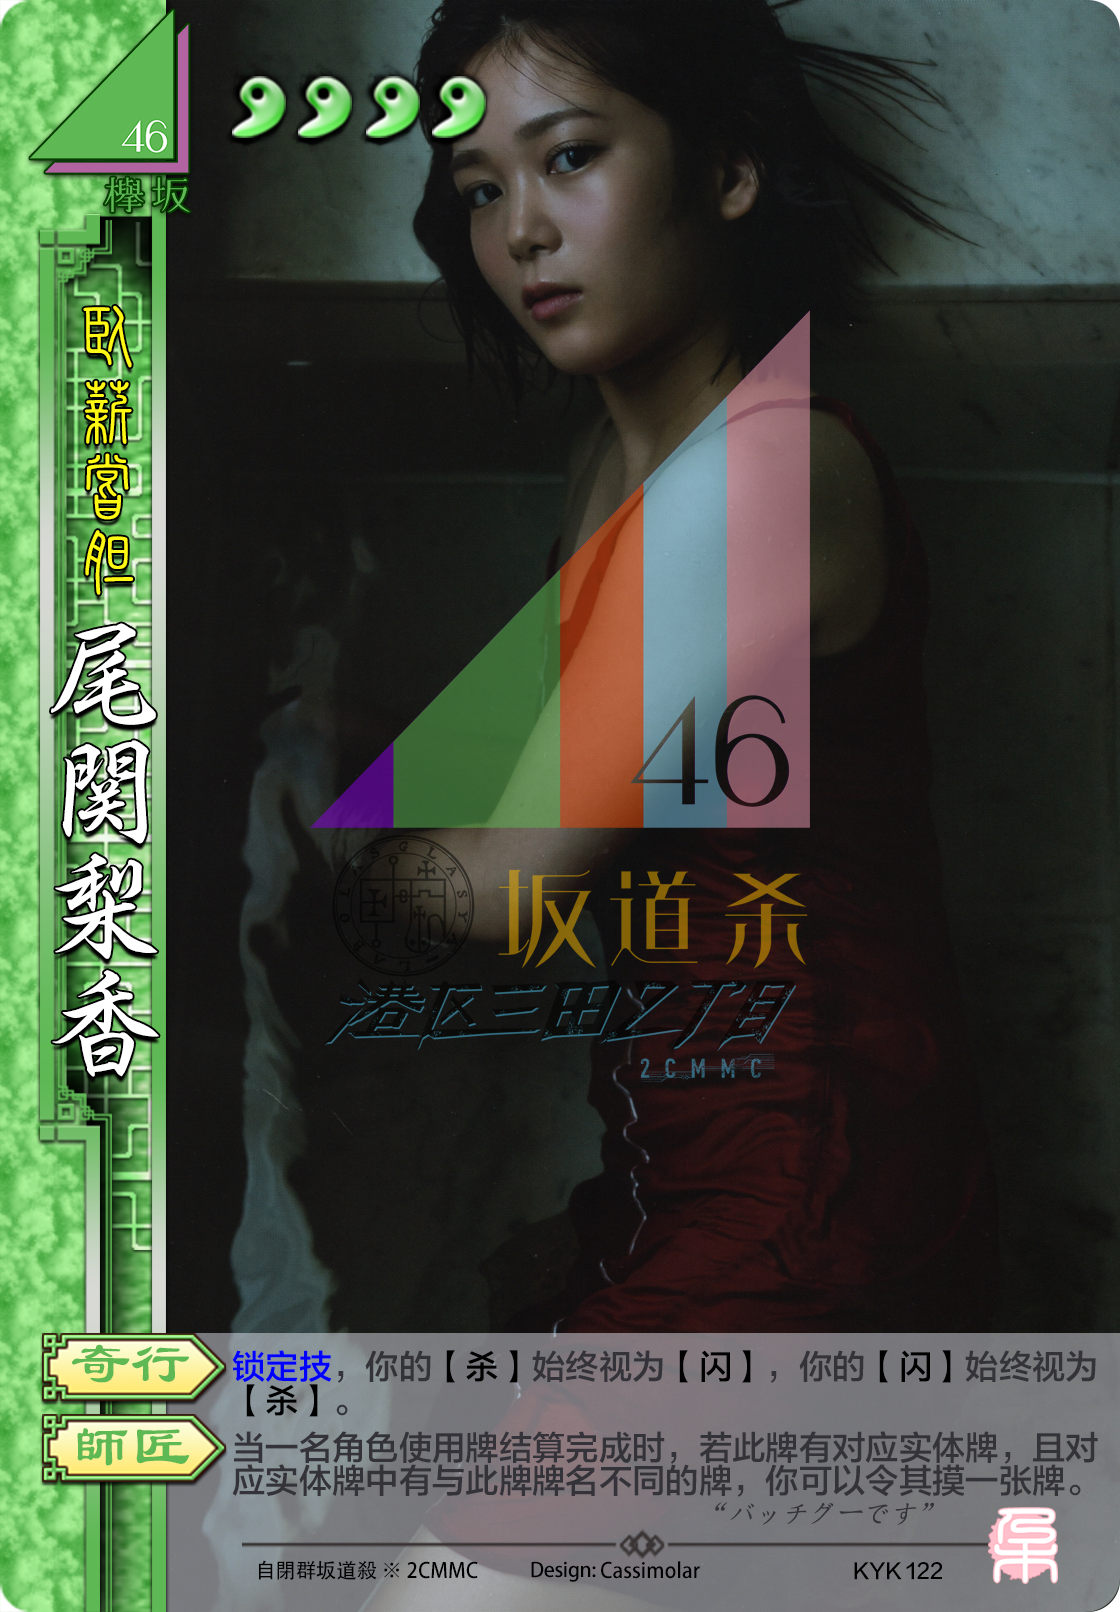 46
欅坂
臥薪嘗胆
尾関梨香
46
坂道杀
港区三田2丁目
2CMMC
奇行
锁定技，你的【杀】始终视为【闪】，你的【闪】始终视为
【杀】。
師匠
当一名角色使用牌结算完成时，若此牌有对应实体牌，且对
应实体牌中有与此牌牌名不同的牌，你可以令其摸一张牌。
“バッチグーです”
自閉群坂道殺 ※ 2CMMC
Design: Cassimolar
KYK 122